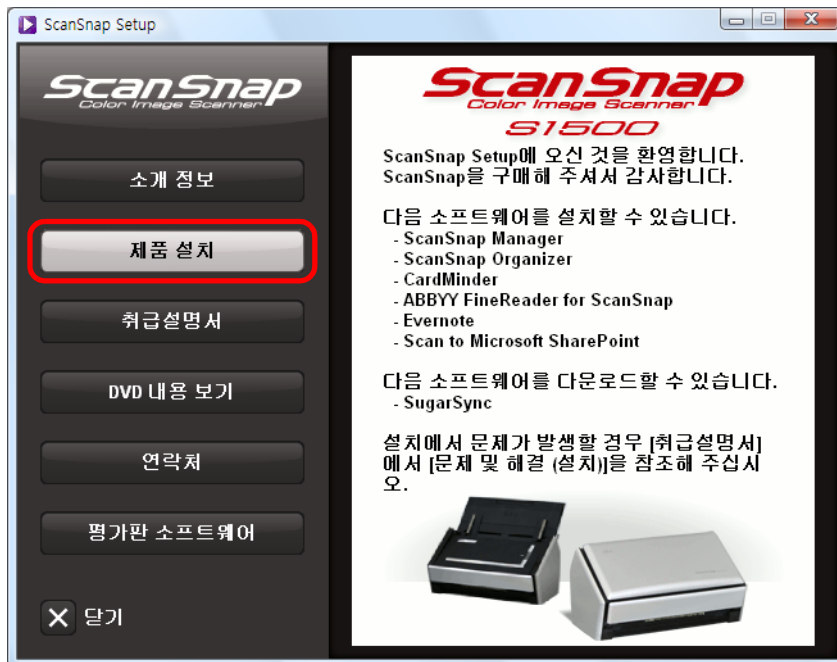 ScanSnap Setup
ScanSnap
Color Image Scanner
소개 정보
제품 설치
취급설명서
DVD 내용 보기
연락처
평가판 소프트웨어
닫기
ScanSnap
Color Image Scanner
S1500
ScanSnap Setup에 오신 것을 환영합니다.
ScanSnap을 구매해 주셔서 감사합니다.
다음 소프트웨어를 설치할 수 있습니다.
- ScanSnap Manager
- ScanSnap Organizer
- CardMinder
- ABBYY FineReader for ScanSnap
- Evernote
- Scan to Microsoft SharePoint
다음 소프트웨어를 다운로드할 수 있습니다.
- SugarSync
설치에서 문제가 발생할 경우 [취급설명서]
에서 [문제 및 해결 (설치)]을 참조해 주십시
오.